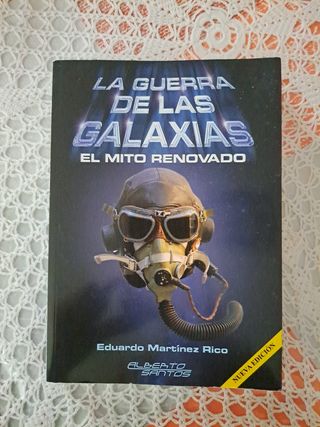 LA GUERRA
DE LAS
GALAXIAS
EL MITO RENOVADO
Eduardo Martínez Rico
ALBERTO
SANTOS
NUEVA EDICIÓN